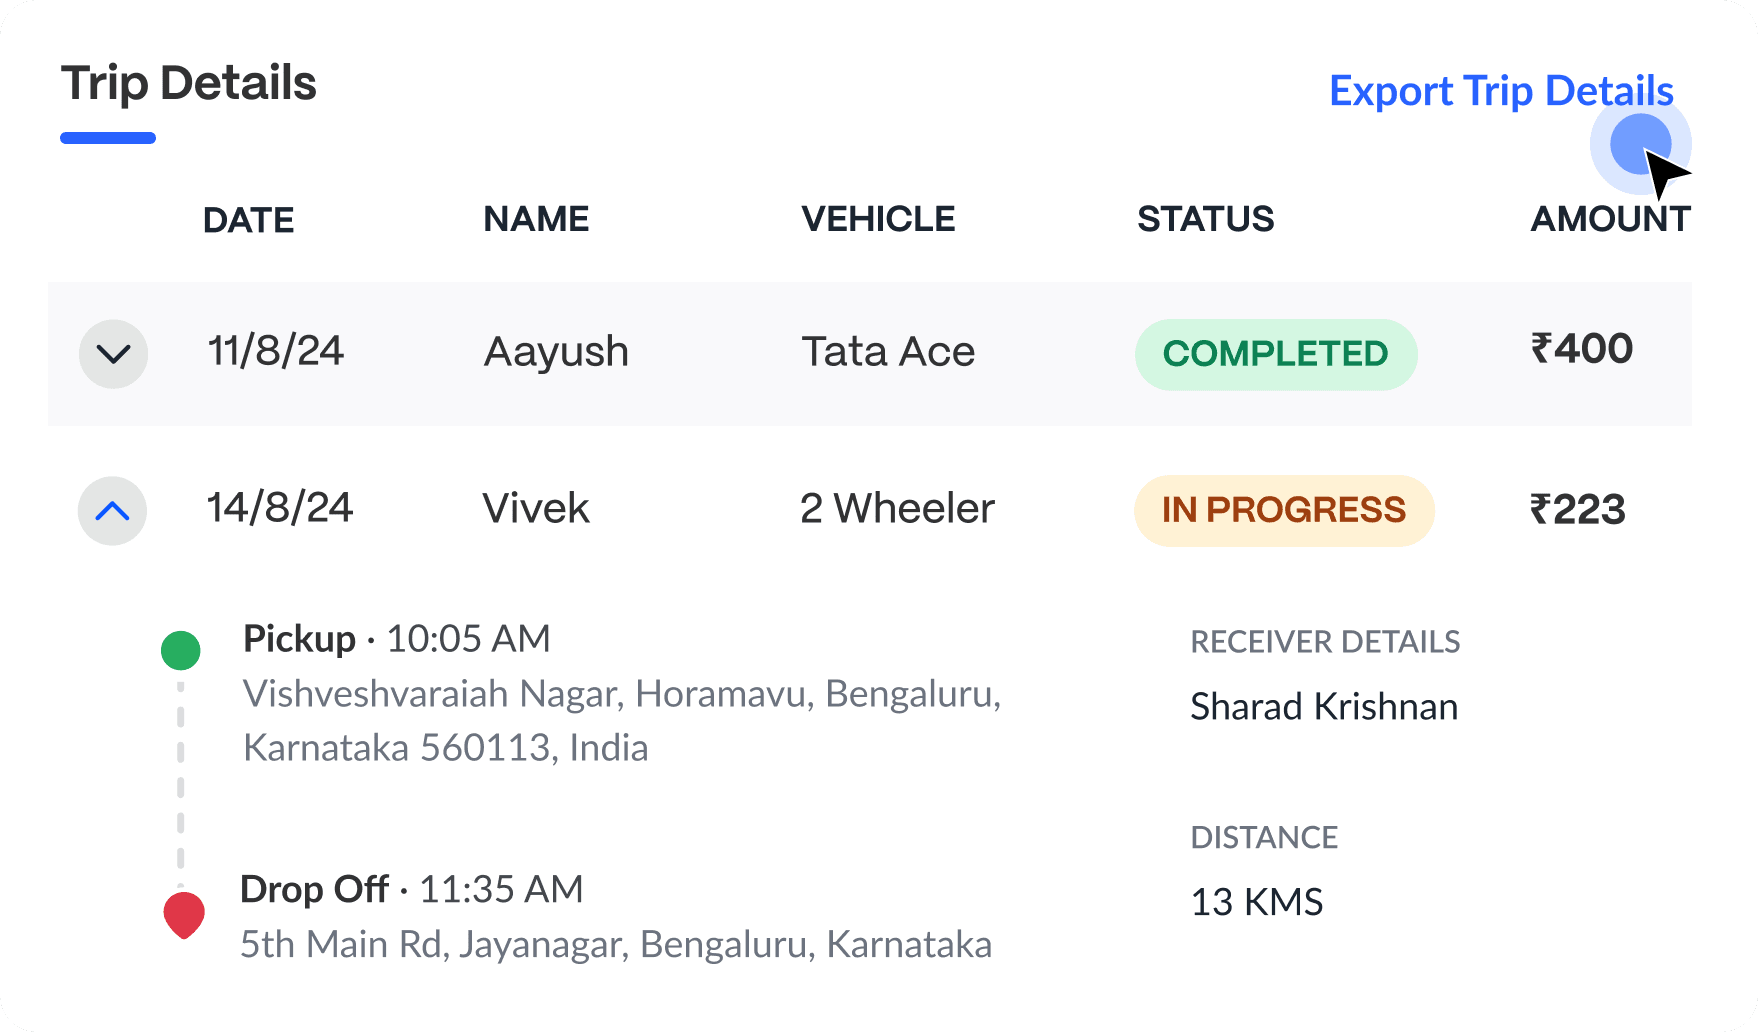 Trip Details
Export Trip Details
DATE NAME VEHICLE STATUS AMOUNT
11/8/24 Aayush Tata Ace COMPLETED ₹400
14/8/24 Vivek 2 Wheeler IN PROGRESS ₹223
Pickup · 10:05 AM
Vishveshvaraiah Nagar, Horamavu, Bengaluru,
Karnataka 560113, India
Drop Off · 11:35 AM
5th Main Rd, Jayanagar, Bengaluru, Karnataka
RECEIVER DETAILS
Sharad Krishnan
DISTANCE
13 KMS